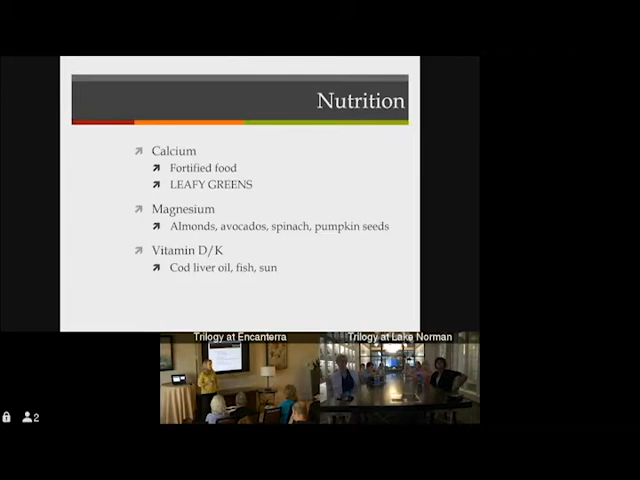 Nutrition
Calcium
Fortified food
LEAFY GREENS
Magnesium
Almonds, avocados, spinach, pumpkin seeds
Vitamin D/K
Cod liver oil, fish, sun
Trilogy at Encanterra
Trilogy at Lake Norman
2